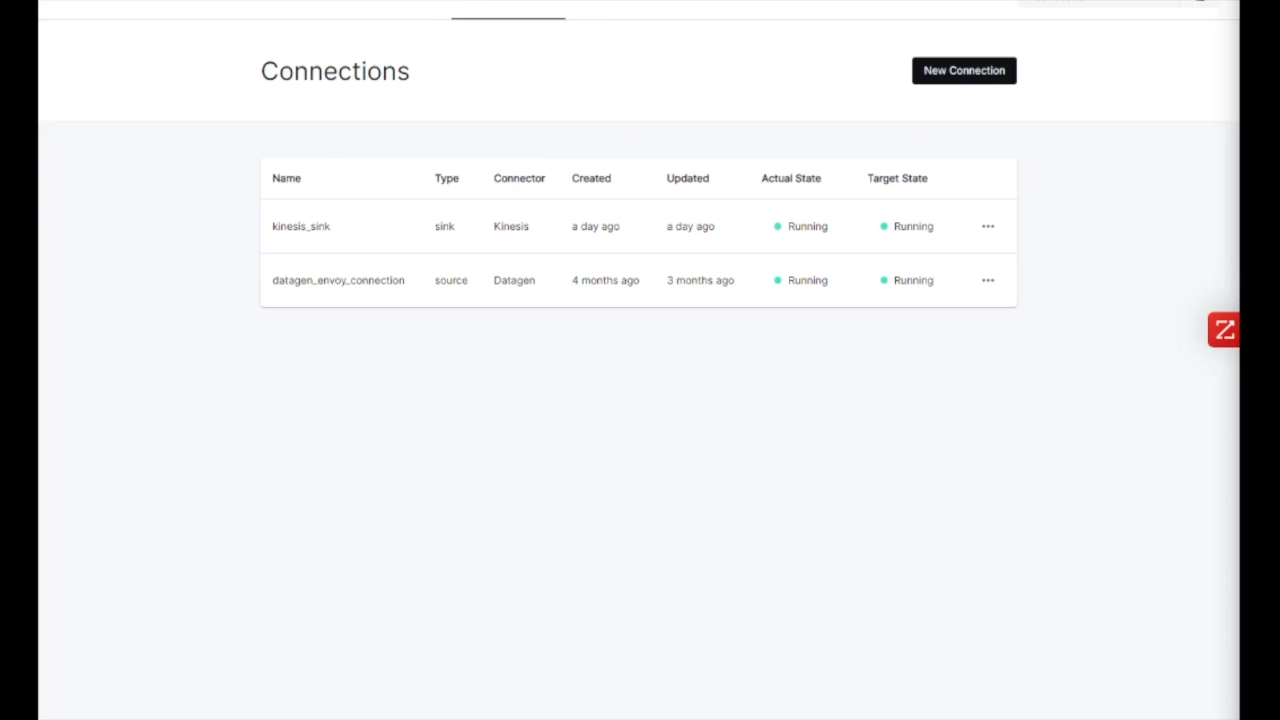 Connections
New Connection
Name Type Connector Created Updated Actual State Target State
kinesis_sink sink Kinesis a day ago a day ago Running Running
datagen_envoy_connection source Datagen 4 months ago 3 months ago Running Running